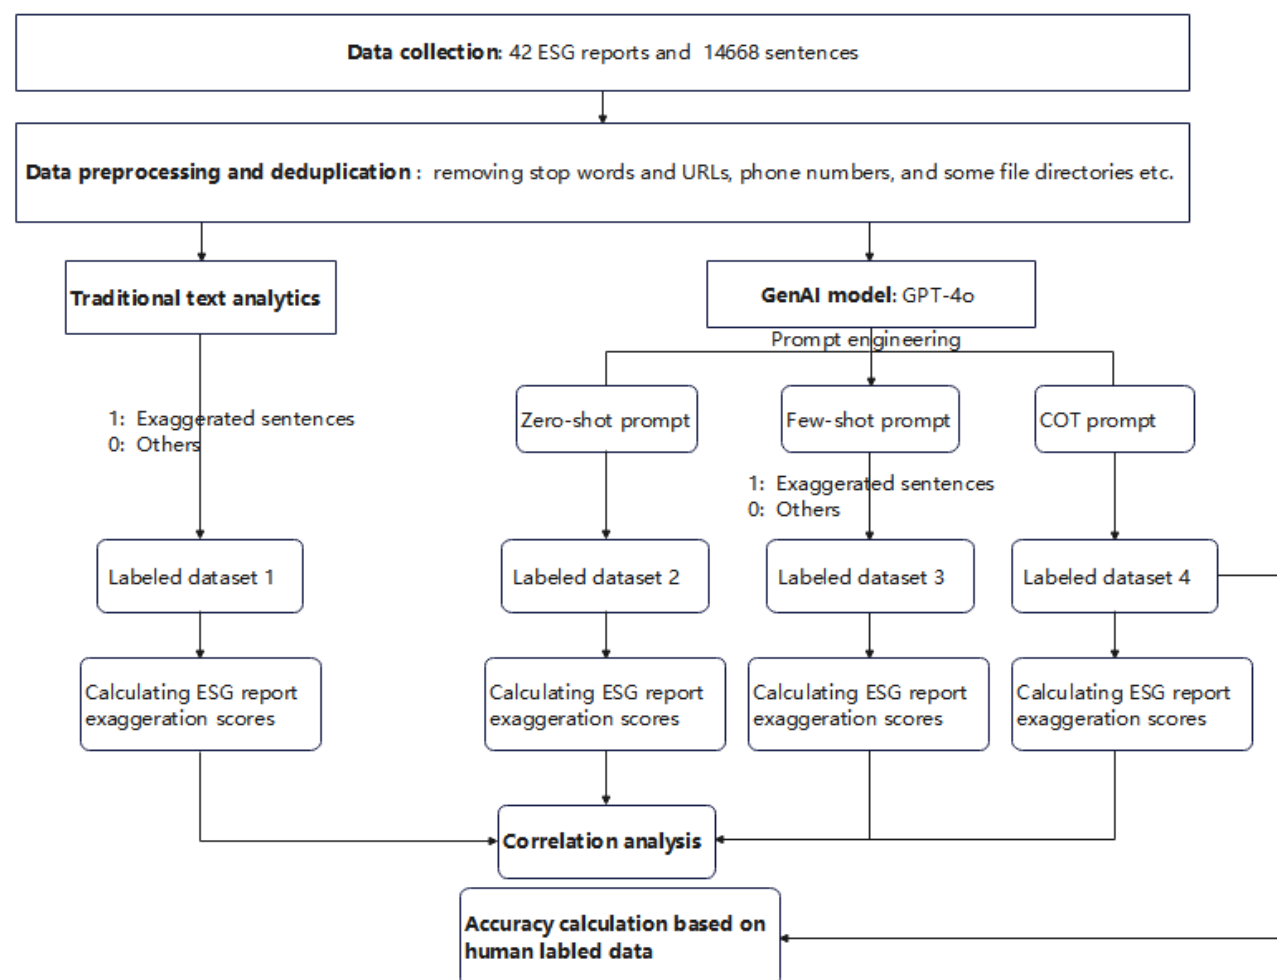 Data collection: 42 ESG reports and 14668 sentences
Data preprocessing and deduplication : removing stop words and URLs, phone numbers, and some file directories etc.
Traditional text analytics
GenAI model: GPT-4o
Prompt engineering
1: Exaggerated sentences
0: Others
Zero-shot prompt
Few-shot prompt
COT prompt
1: Exaggerated sentences
0: Others
Labeled dataset 1
Labeled dataset 2
Labeled dataset 3
Labeled dataset 4
Calculating ESG report
exaggeration scores
Calculating ESG report
exaggeration scores
Calculating ESG report
exaggeration scores
Calculating ESG report
exaggeration scores
Correlation analysis
Accuracy calculation based on
human labled data